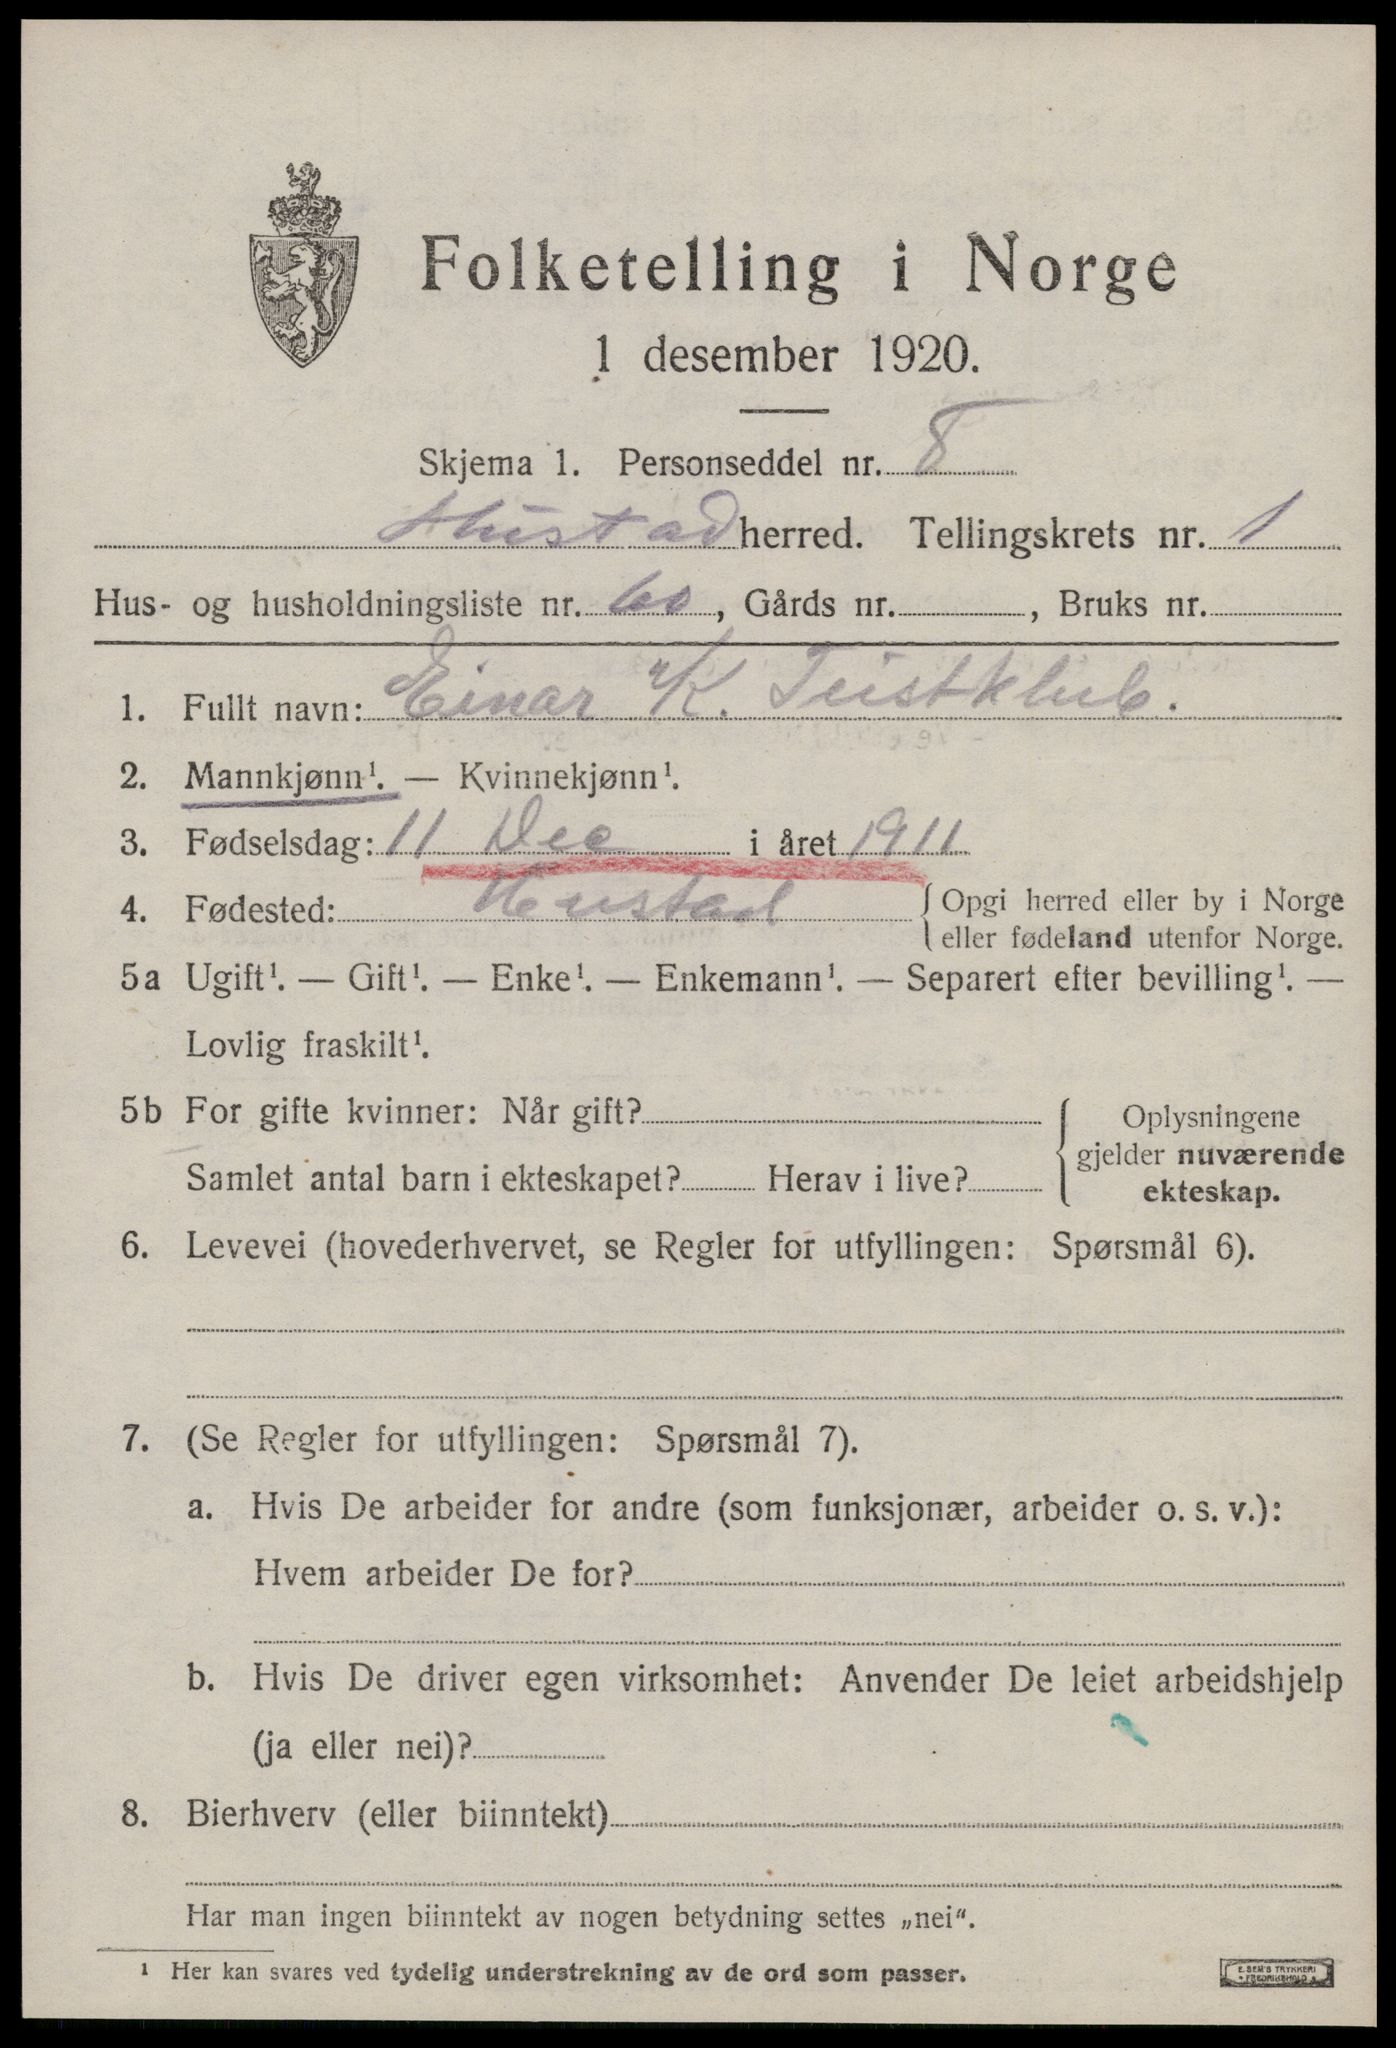 Folketelling i Norge
1 desember 1920.
Skjema 1. Personseddel nr. 8
Hustad herred. Tellingskrets nr. 1
Hus- og husholdningsliste nr. 60, Gårds nr. , Bruks nr.
1. Fullt navn: Einar K. Teistklub.
2. Mannkjønn¹. — Kvinnekjønn¹.
3. Fødselsdag: 11 Dec i året 1911
4. Fødested: Hustad { Opgi herred eller by i Norge
eller fødeland utenfor Norge.
5a Ugift¹. — Gift¹. — Enke¹. — Enkemann¹. — Separert efter bevilling¹. —
Lovlig fraskilt¹.
5b For gifte kvinner: Når gift? { Oplysningene
gjelder nuværende
Samlet antal barn i ekteskapet? Herav i live? ekteskap.
6. Levevei (hovederhvervet, se Regler for utfyllingen: Spørsmål 6).
7. (Se Regler for utfyllingen: Spørsmål 7).
a. Hvis De arbeider for andre (som funksjonær, arbeider o. s. v.):
Hvem arbeider De for?
b. Hvis De driver egen virksomhet: Anvender De leiet arbeidshjelp
(ja eller nei)?
8. Bierhverv (eller biinntekt)
Har man ingen biinntekt av nogen betydning settes „nei“.
¹ Her kan svares ved tydelig understrekning av de ord som passer.
E. SEM'S TRYKKERI
FREDRIKSHALD